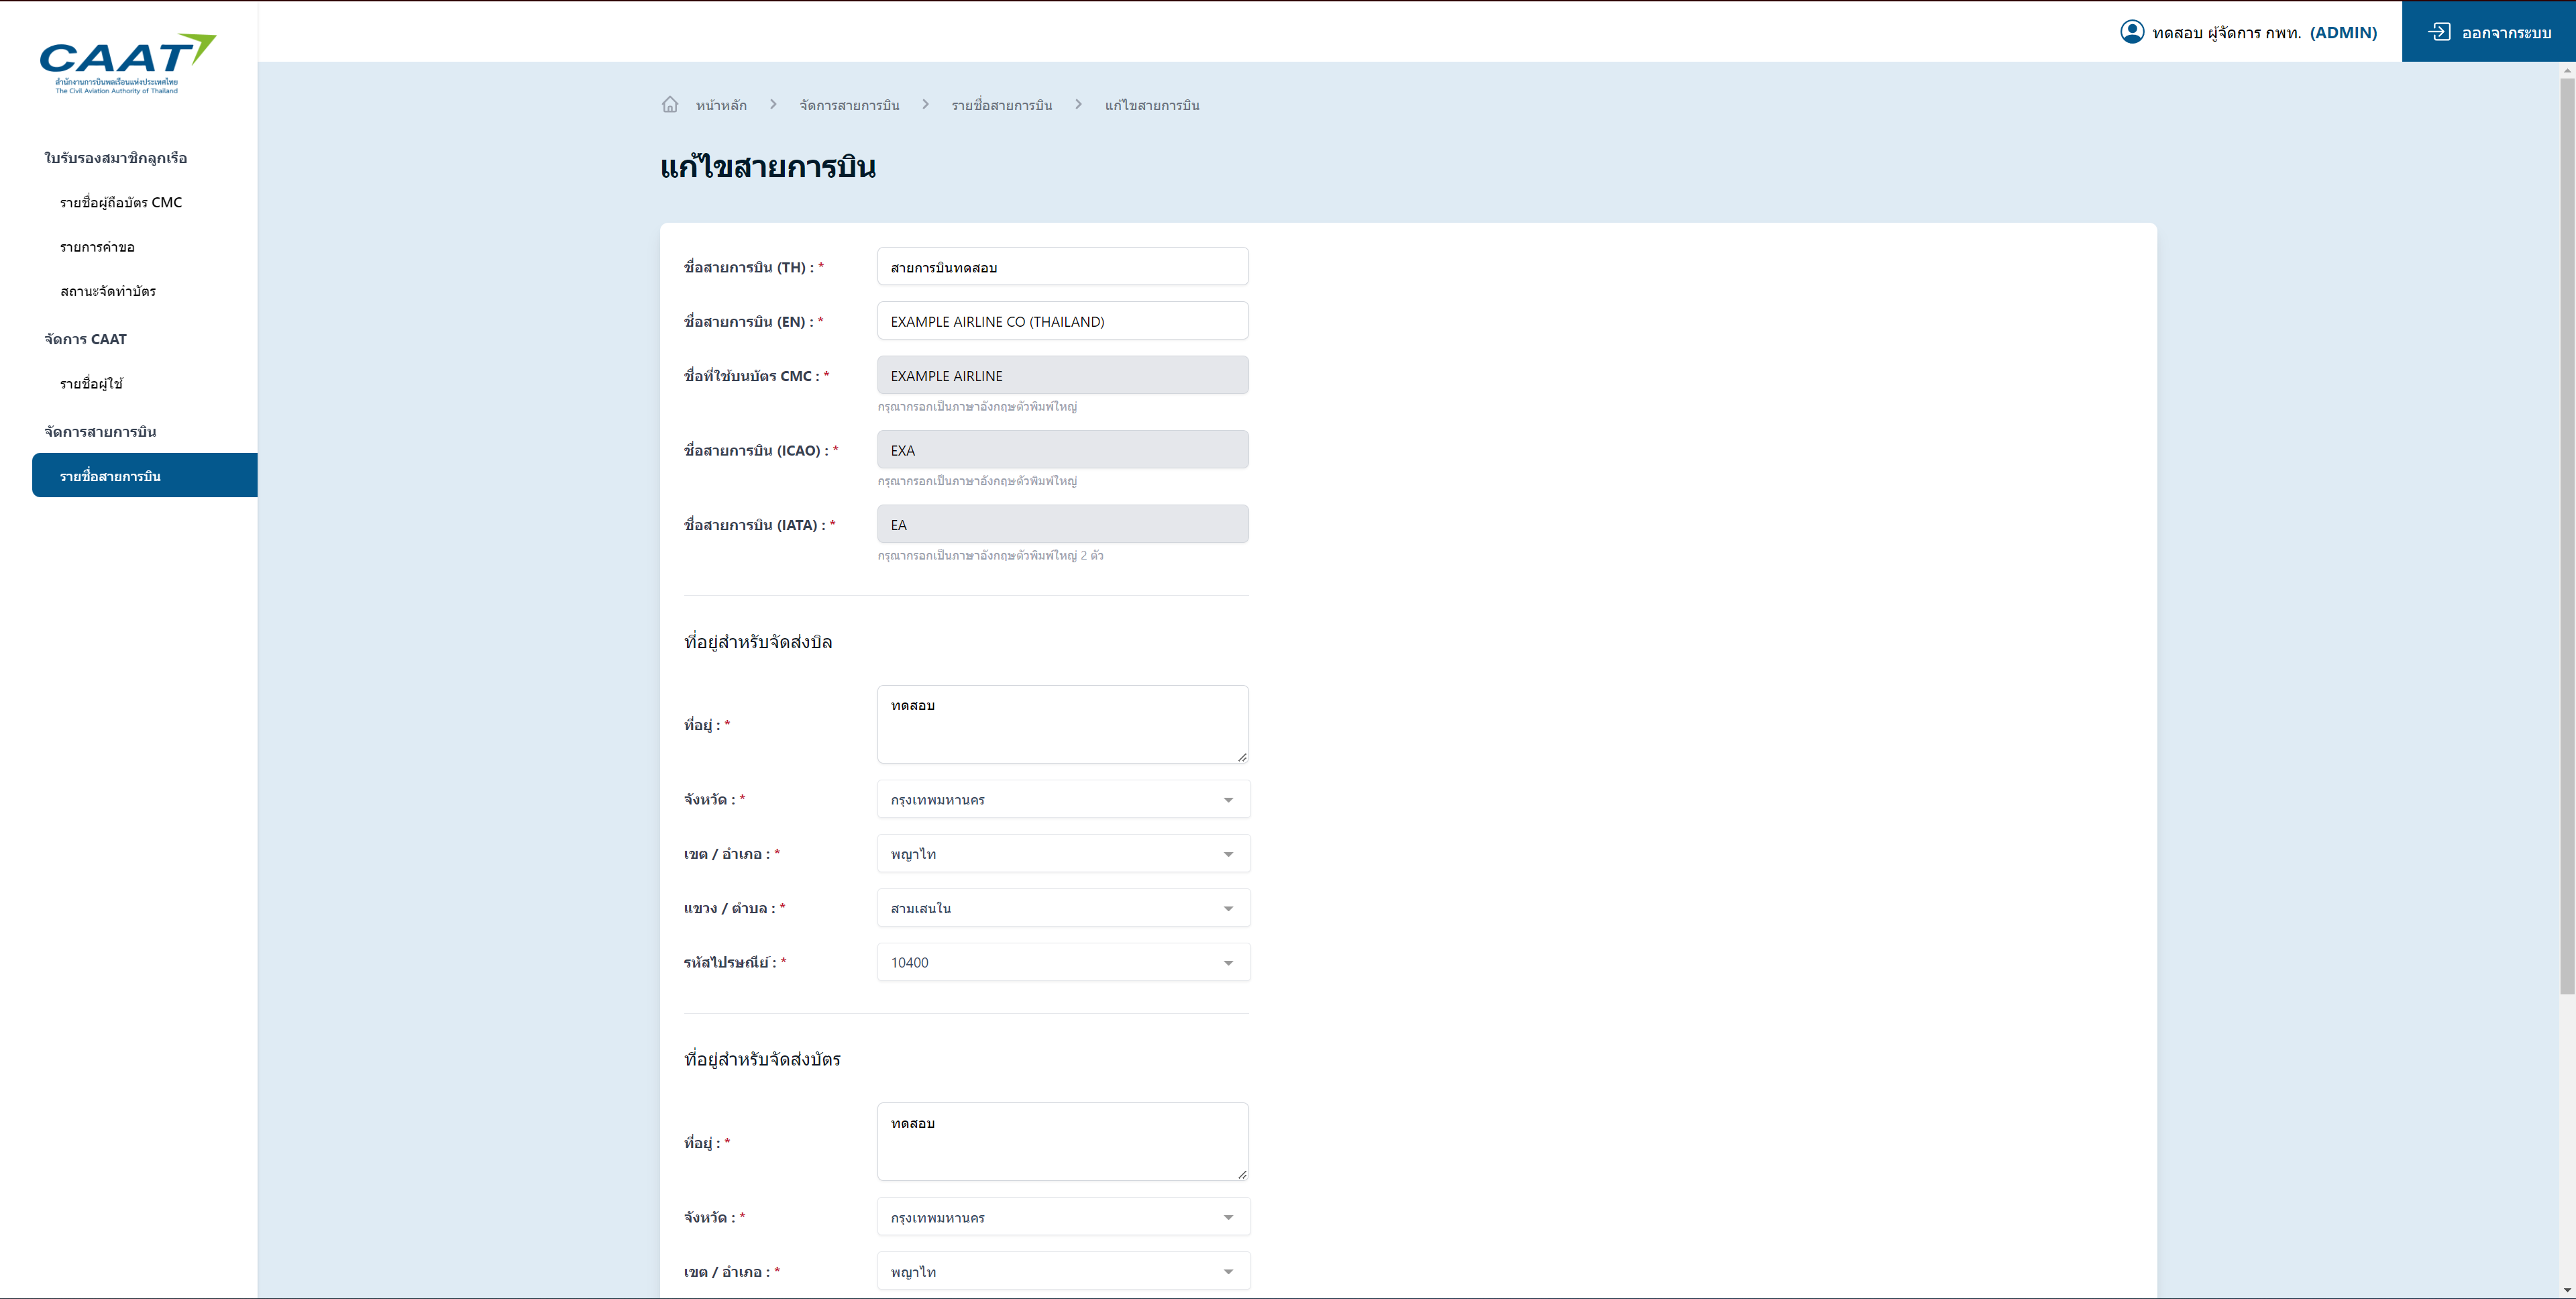 CAAT
สำนักงานการบินพลเรือนแห่งประเทศไทย
The Civil Aviation Authority of Thailand
ทดสอบ ผู้จัดการ กพท. (ADMIN)
ออกจากระบบ
ใบรับรองสมาชิกลูกเรือ
รายชื่อผู้ถือบัตร CMC
รายการคำขอ
สถานะจัดทำบัตร
จัดการ CAAT
รายชื่อผู้ใช้
จัดการสายการบิน
รายชื่อสายการบิน
หน้าหลัก > จัดการสายการบิน > รายชื่อสายการบิน > แก้ไขสายการบิน
แก้ไขสายการบิน
ชื่อสายการบิน (TH) : * สายการบินทดสอบ
ชื่อสายการบิน (EN) : * EXAMPLE AIRLINE CO (THAILAND)
ชื่อที่ใช้บนบัตร CMC : * EXAMPLE AIRLINE
กรุณากรอกเป็นภาษาอังกฤษตัวพิมพ์ใหญ่
ชื่อสายการบิน (ICAO) : * EXA
กรุณากรอกเป็นภาษาอังกฤษตัวพิมพ์ใหญ่
ชื่อสายการบิน (IATA) : * EA
กรุณากรอกเป็นภาษาอังกฤษตัวพิมพ์ใหญ่ 2 ตัว
ที่อยู่สำหรับจัดส่งบิล
ที่อยู่ : * ทดสอบ
จังหวัด : * กรุงเทพมหานคร
เขต / อำเภอ : * พญาไท
แขวง / ตำบล : * สามเสนใน
รหัสไปรษณีย์ : * 10400
ที่อยู่สำหรับจัดส่งบัตร
ที่อยู่ : * ทดสอบ
จังหวัด : * กรุงเทพมหานคร
เขต / อำเภอ : * พญาไท